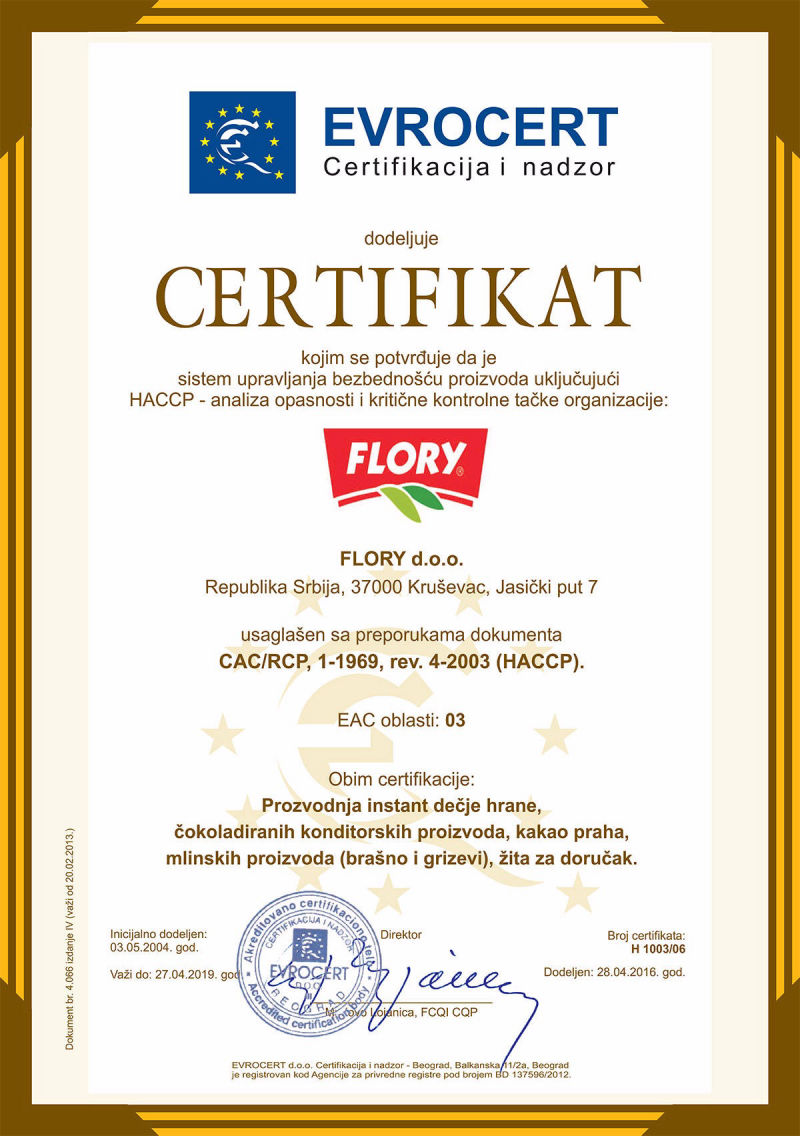 EVROCERT
Certifikacija i nadzor
dodeljuje
CERTIFIKAT
kojim se potvrđuje da je
sistem upravljanja bezbednošću proizvoda uključujući
HACCP - analiza opasnosti i kritične kontrolne tačke organizacije:
FLORY®
FLORY d.o.o.
Republika Srbija, 37000 Kruševac, Jasički put 7
usaglašen sa preporukama dokumenta
CAC/RCP, 1-1969, rev. 4-2003 (HACCP).
EAC oblasti: 03
Obim certifikacije:
Prozvodnja instant dečje hrane,
čokoladiranih konditorskih proizvoda, kakao praha,
mlinskih proizvoda (brašno i grizevi), žita za doručak.
Inicijalno dodeljen:
03.05.2004. god.
Važi do: 27.04.2019. god.
Akreditovano certifikaciono telo
CERTIFIKACIJA I NADZOR
EVROCERT
DOO
II
BEOGRAD
Accredited certification body
Direktor
Lojanica, FCQI CQP
Broj certifikata:
H 1003/06
Dodeljen: 28.04.2016. god.
EVROCERT d.o.o. Certifikacija i nadzor - Beograd, Balkanska 11/2a, Beograd
je registrovan kod Agencije za privredne registre pod brojem BD 137596/2012.
Dokument br. 4.066 izdanje IV (važi od 20.02.2013.)